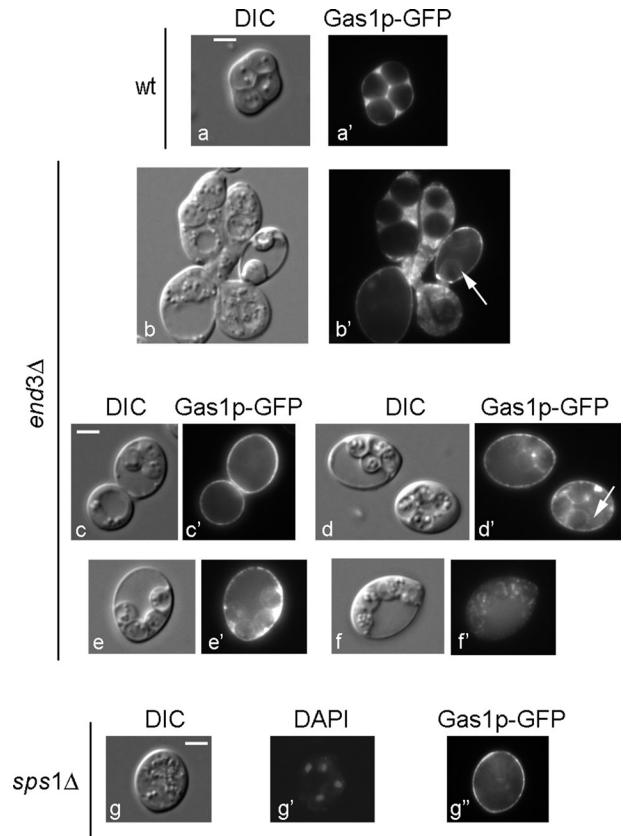 DIC Gas1p-GFP
wt
a a'
b b'
end3Δ
DIC Gas1p-GFP DIC Gas1p-GFP
c c' d d'
e e' f f'
DIC DAPI Gas1p-GFP
sps1Δ
g g' g"